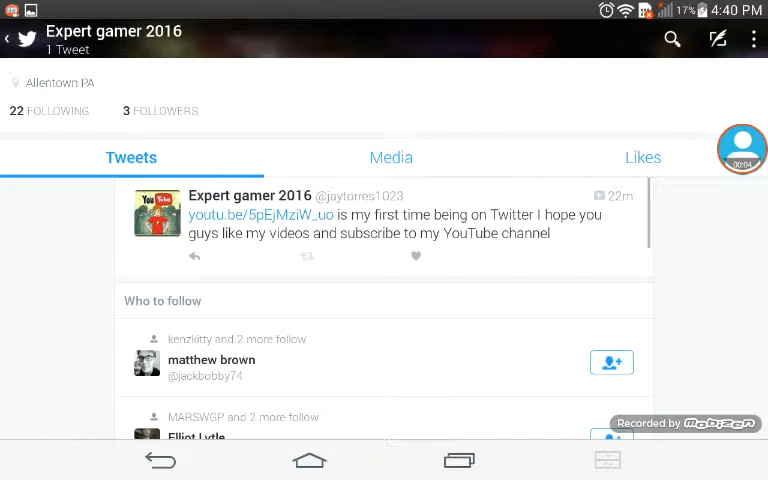 17% 4:40 PM
Expert gamer 2016
1 Tweet
Allentown PA
22 FOLLOWING 3 FOLLOWERS
Tweets Media Likes
00:04
You Tube
Expert gamer 2016 @jaytorres1023 22m
youtu.be/5pEjMziW_uo is my first time being on Twitter I hope you
guys like my videos and subscribe to my YouTube channel
Who to follow
kenzkitty and 2 more follow
matthew brown
@jackbobby74
MARSWGP and 2 more follow
Elliot Lytle
Recorded by mobizen